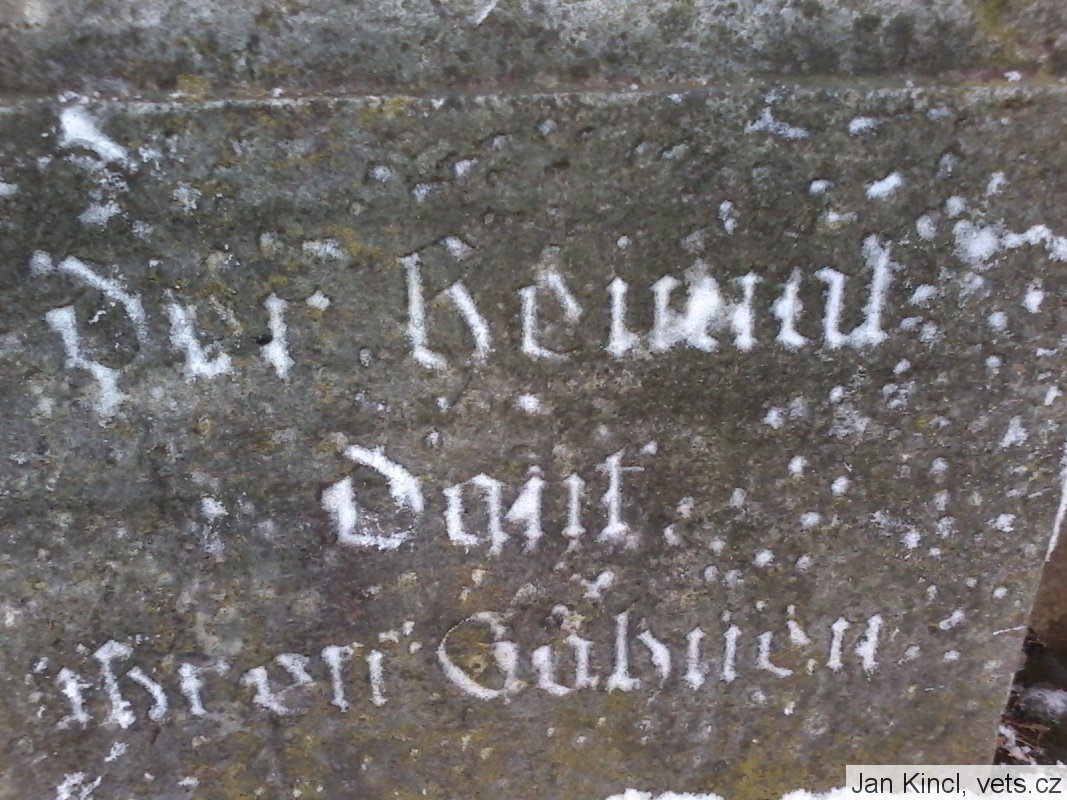 Der Heimat
Dank
ihren Söhnen
Jan Kincl, vets.cz